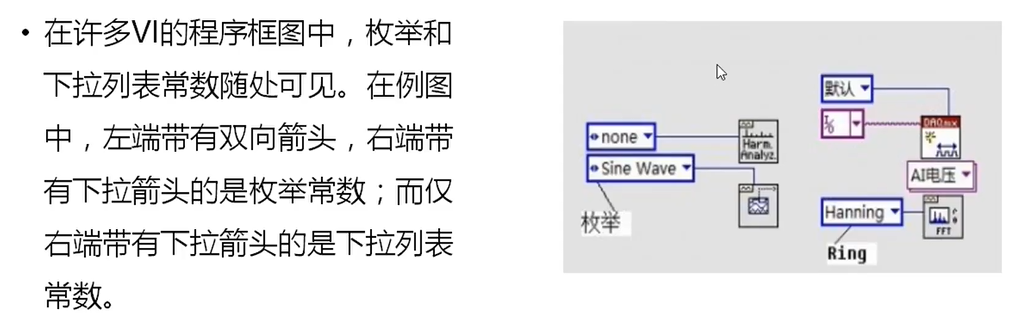 • 在许多VI的程序框图中，枚举和
下拉列表常数随处可见。在例图
中，左端带有双向箭头，右端带
有下拉箭头的是枚举常数；而仅
右端带有下拉箭头的是下拉列表
常数。
none
Harm.
Analyz.
Sine Wave
枚举
默认
I/O
DAQmx
AI电压
Hanning
FFT
Ring